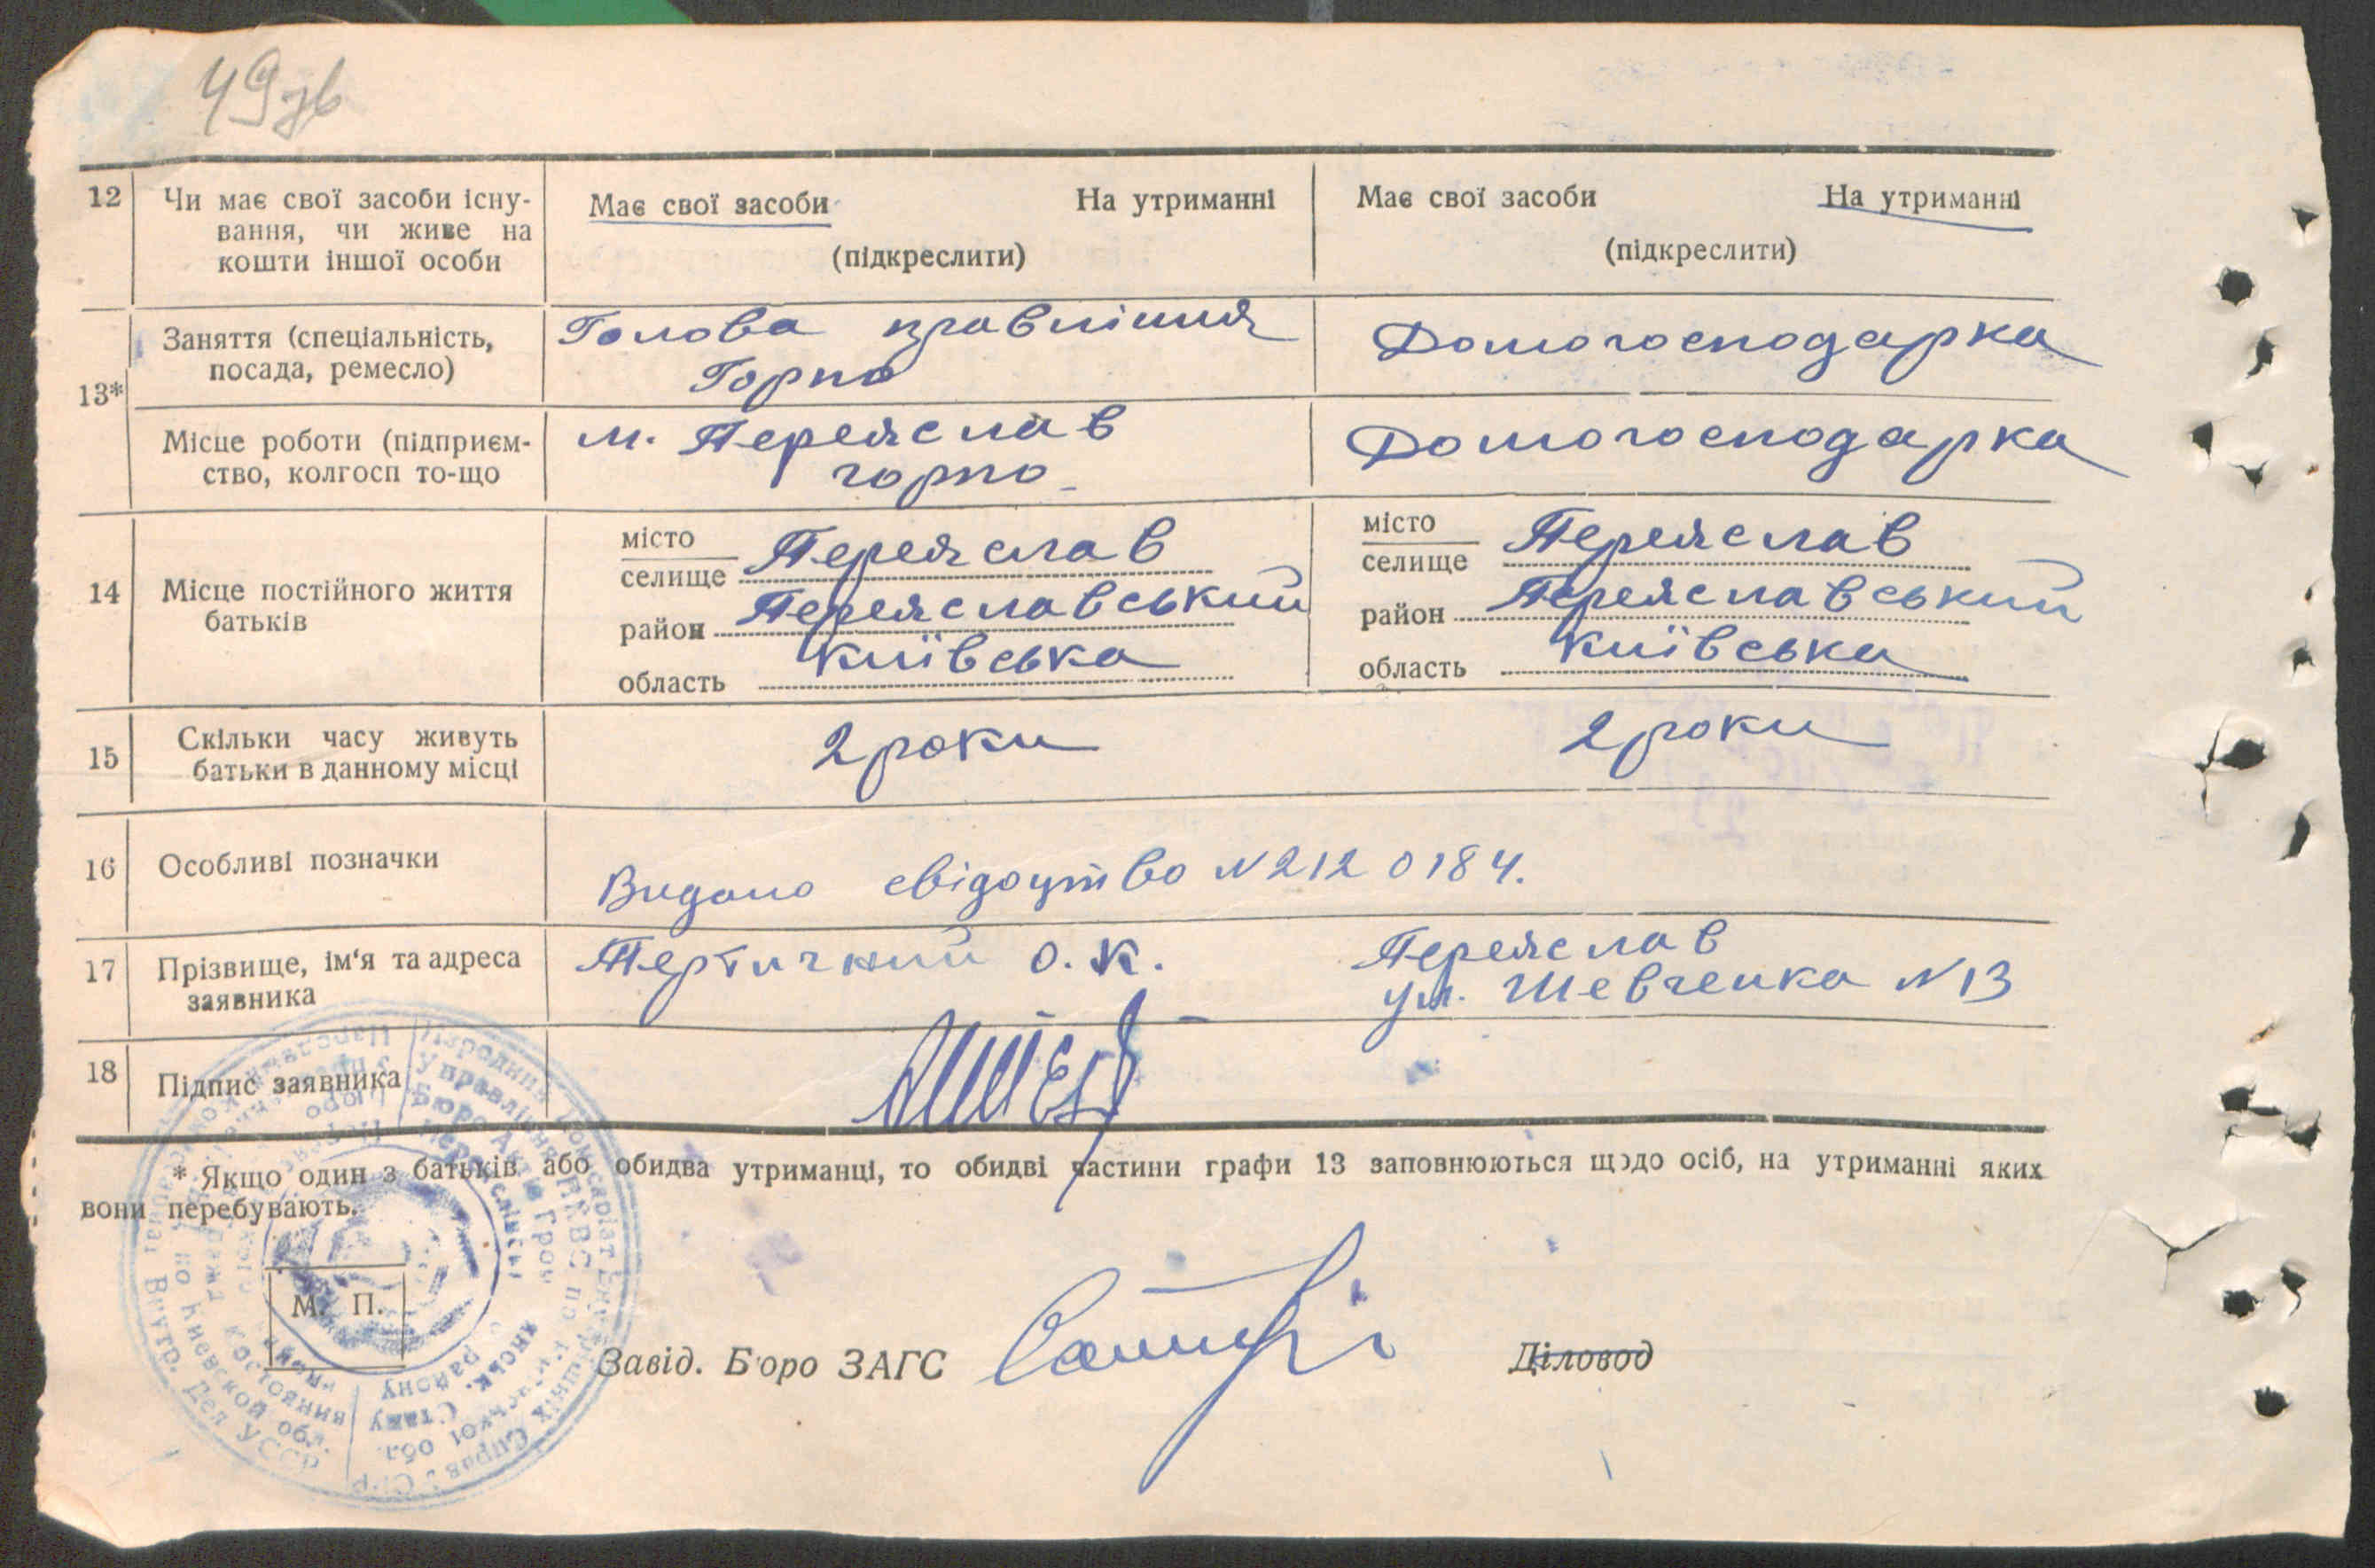 49зв
12 Чи має свої засоби існу-
вання, чи живе на
кошти іншої особи
Має свої засоби На утриманні
(підкреслити)
Має свої засоби На утриманні
(підкреслити)
13*
Заняття (спеціальність,
посада, ремесло)
Голова правління
Горпо
Домогосподарка
Місце роботи (підприєм-
ство, колгосп то-що
м. Переяслав
горпо
Домогосподарка
14 Місце постійного життя
батьків
місто
селище Переяслав
район Переяславський
область Київська
місто
селище Переяслав
район Переяславський
область Київська
15 Скільки часу живуть
батьки в данному місці
2 роки
2 роки
16 Особливі позначки
Видано свідоцтво N 212 0184.
17 Прізвище, ім'я та адреса
заявника
О. К.
Переяслав
ул. Шевченка N 13
18 Підпис заявника
* Якщо один з батьків або обидва утриманці, то обидві частини графи 13 заповнюються щодо осіб, на утриманні яких
вони перебувають.
М. П.
Завід. Бюро ЗАГС
Діловод